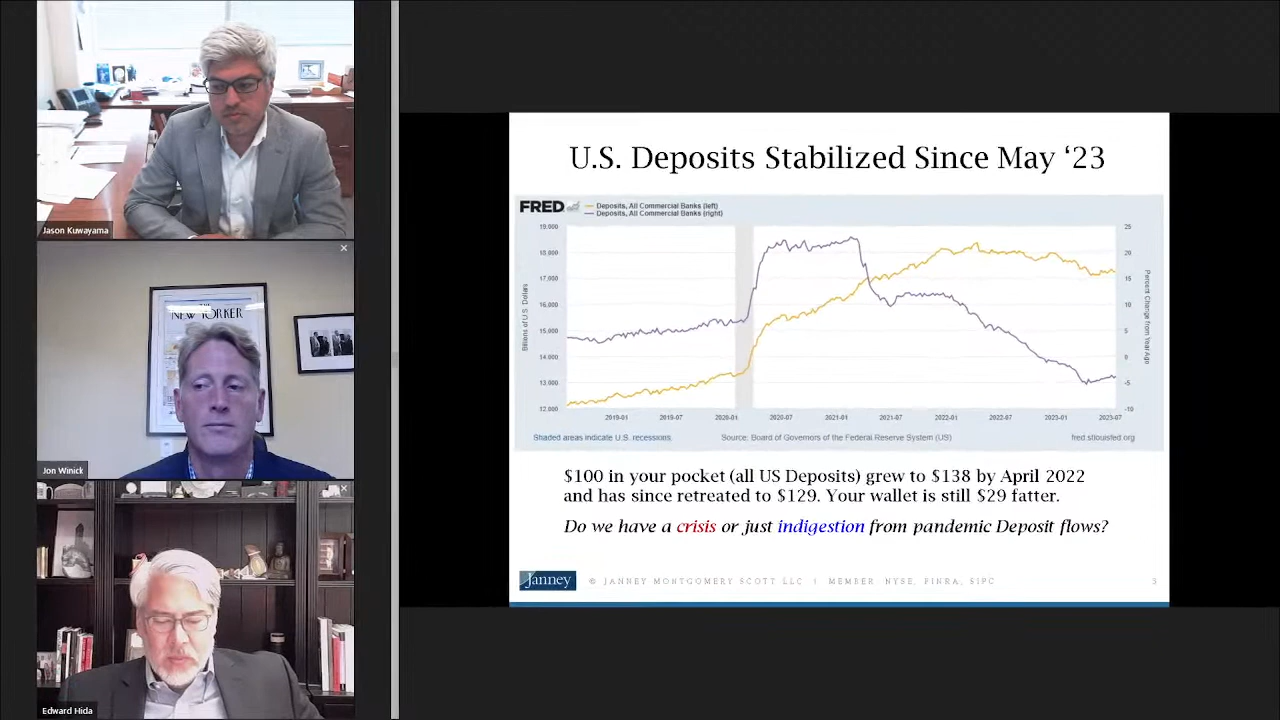 Jason Kuwayama
NEW YORKER
Jon Winick
Edward Hida
U.S. Deposits Stabilized Since May ‘23
FRED
Deposits, All Commercial Banks (left)
Deposits, All Commercial Banks (right)
Billions of U.S. Dollars
19,000
18,000
17,000
16,000
15,000
14,000
13,000
12,000
25
20
15
10
5
0
-5
-10
Percent Change from Year Ago
2019-01 2019-07 2020-01 2020-07 2021-01 2021-07 2022-01 2022-07 2023-01 2023-07
Shaded areas indicate U.S. recessions. Source: Board of Governors of the Federal Reserve System (US) fred.stlouisfed.org
$100 in your pocket (all US Deposits) grew to $138 by April 2022
and has since retreated to $129. Your wallet is still $29 fatter.
Do we have a crisis or just indigestion from pandemic Deposit flows?
Janney © JANNEY MONTGOMERY SCOTT LLC | MEMBER NYSE, FINRA, SIPC 3